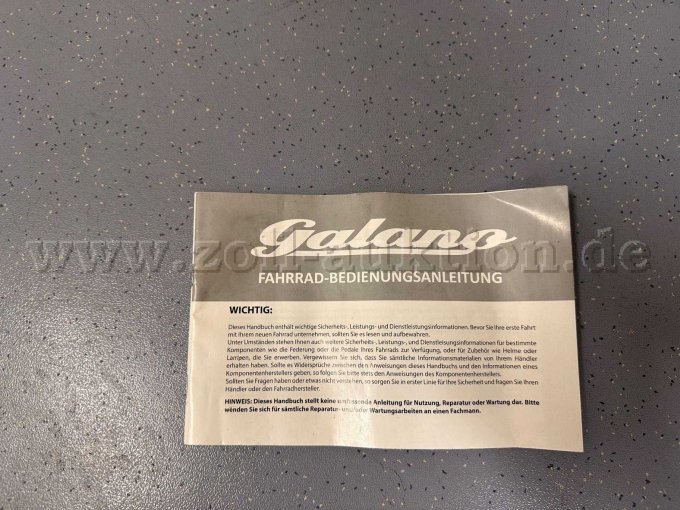 Galano
www.zoll-auktion.de
FAHRRAD-BEDIENUNGSANLEITUNG
WICHTIG:
Dieses Handbuch enthält wichtige Sicherheits-, Leistungs- und Dienstleistungsinformationen. Bevor Sie Ihre erste Fahrt
mit Ihrem neuen Fahrrad unternehmen, sollten Sie es lesen und aufbewahren.
Unter Umständen stehen Ihnen auch weitere Sicherheits-, Leistungs-, und Dienstleistungsinformationen für bestimmte
Komponenten wie die Federung oder die Pedale Ihres Fahrrads zur Verfügung, oder für Zubehör wie Helme oder
Lampen, die Sie erwerben. Vergewissern Sie sich, dass Sie sämtliche Informationsmaterialien von Ihrem Händler
erhalten haben. Sollte es Widersprüche zwischen den Anweisungen dieses Handbuchs und den Informationen eines
Komponentenherstellers geben, so folgen Sie bitte stets den Anweisungen des Komponentenherstellers.
Sollten Sie Fragen haben oder etwas nicht verstehen, so sorgen Sie in erster Linie für Ihre Sicherheit und fragen Sie Ihren
Händler oder den Fahrradhersteller.
HINWEIS: Dieses Handbuch stellt keine umfassende Anleitung für Nutzung, Reparatur oder Wartung dar. Bitte
wenden Sie sich für sämtliche Reparatur- und/oder Wartungsarbeiten an einen Fachmann.